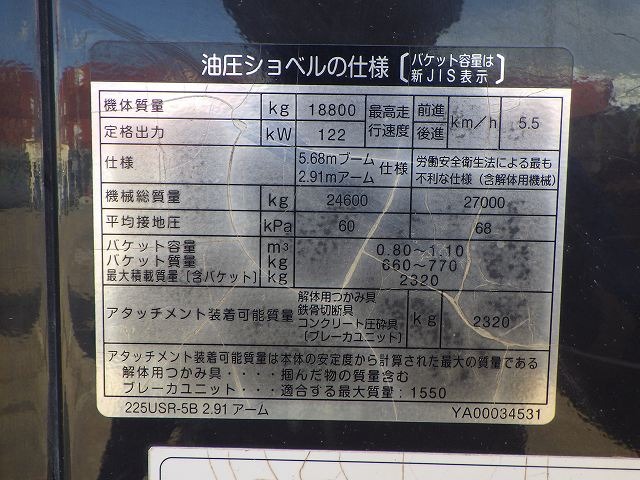 油圧ショベルの仕様〔バケット容量は新JIS表示〕
機体質量 kg 18800 最高走行速度 前進後進 km/h 5.5
定格出力 kW 122
仕様 5.68mブーム 2.91mアーム 仕様 労働安全衛生法による最も不利な仕様（含解体用機械）
機械総質量 kg 24600 27000
平均接地圧 kPa 60 68
バケット容量 m³ 0.80～1.10
バケット質量 kg 660～770
最大積載質量〔含バケット〕 kg 2320
アタッチメント装着可能質量 解体用つかみ具 鉄骨切断具 コンクリート圧砕具 〔ブレーカユニット〕 kg 2320
アタッチメント装着可能質量は本体の安定度から計算された最大の質量である
解体用つかみ具・・・・掴んだ物の質量含む
ブレーカユニット・・・適合する最大質量：1550
225USR-5B 2.91 アーム YA00034531